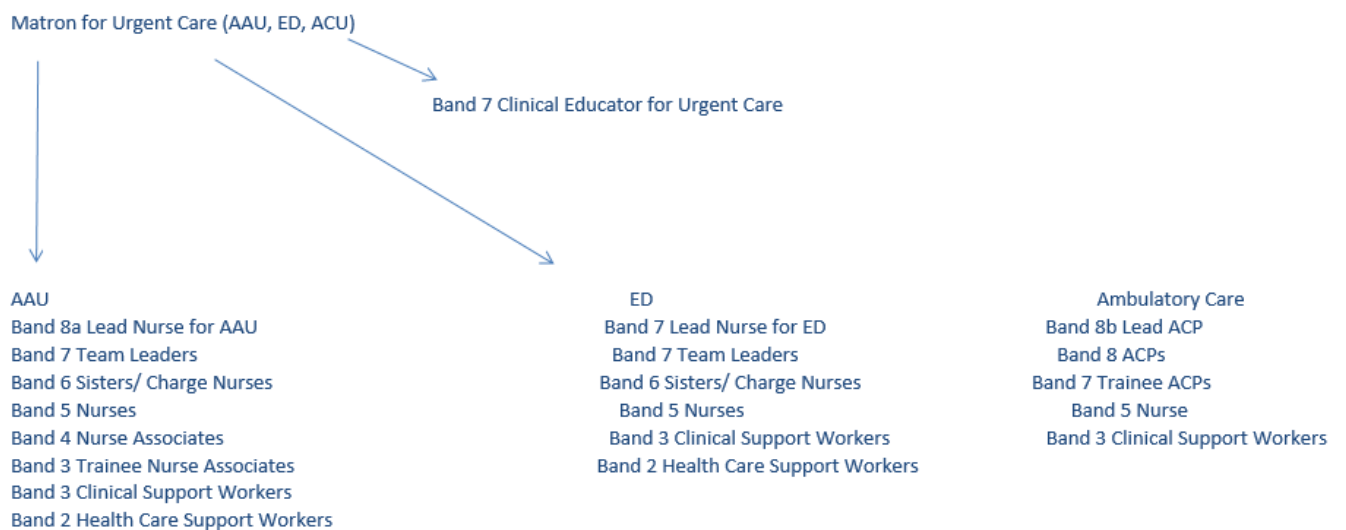 Matron for Urgent Care (AAU, ED, ACU)
Band 7 Clinical Educator for Urgent Care
AAU
Band 8a Lead Nurse for AAU
Band 7 Team Leaders
Band 6 Sisters/ Charge Nurses
Band 5 Nurses
Band 4 Nurse Associates
Band 3 Trainee Nurse Associates
Band 3 Clinical Support Workers
Band 2 Health Care Support Workers
ED
Band 7 Lead Nurse for ED
Band 7 Team Leaders
Band 6 Sisters/ Charge Nurses
Band 5 Nurses
Band 3 Clinical Support Workers
Band 2 Health Care Support Workers
Ambulatory Care
Band 8b Lead ACP
Band 8 ACPs
Band 7 Trainee ACPs
Band 5 Nurse
Band 3 Clinical Support Workers